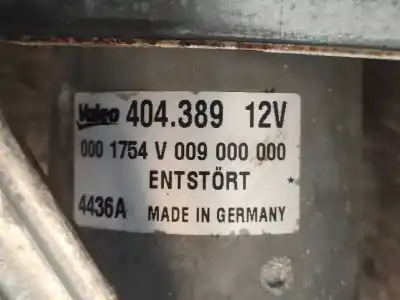 Valeo 404.389 12V
000 1754 V 009 000 000
ENTSTÖRT
4436A MADE IN GERMANY